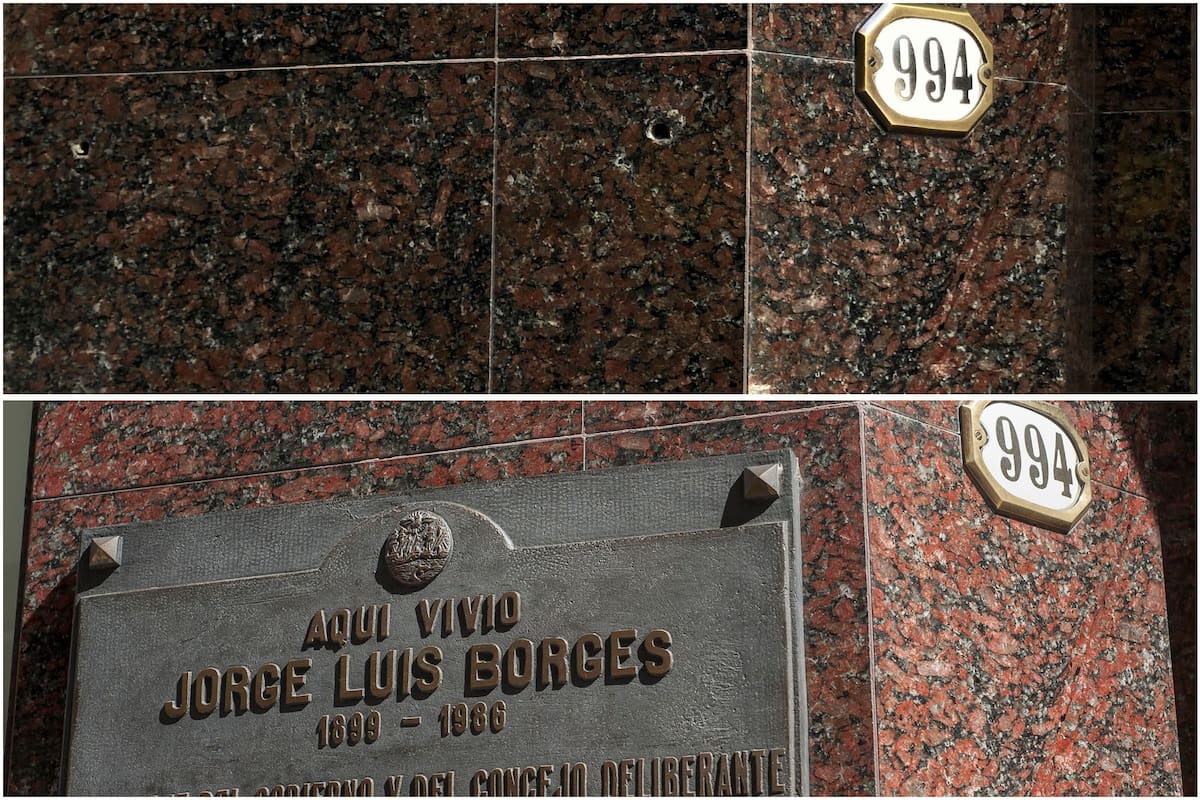 994
994
AQUI VIVIO
JORGE LUIS BORGES
1899 - 1986
DEL GOBIERNO Y DEL CONCEJO DELIBERANTE